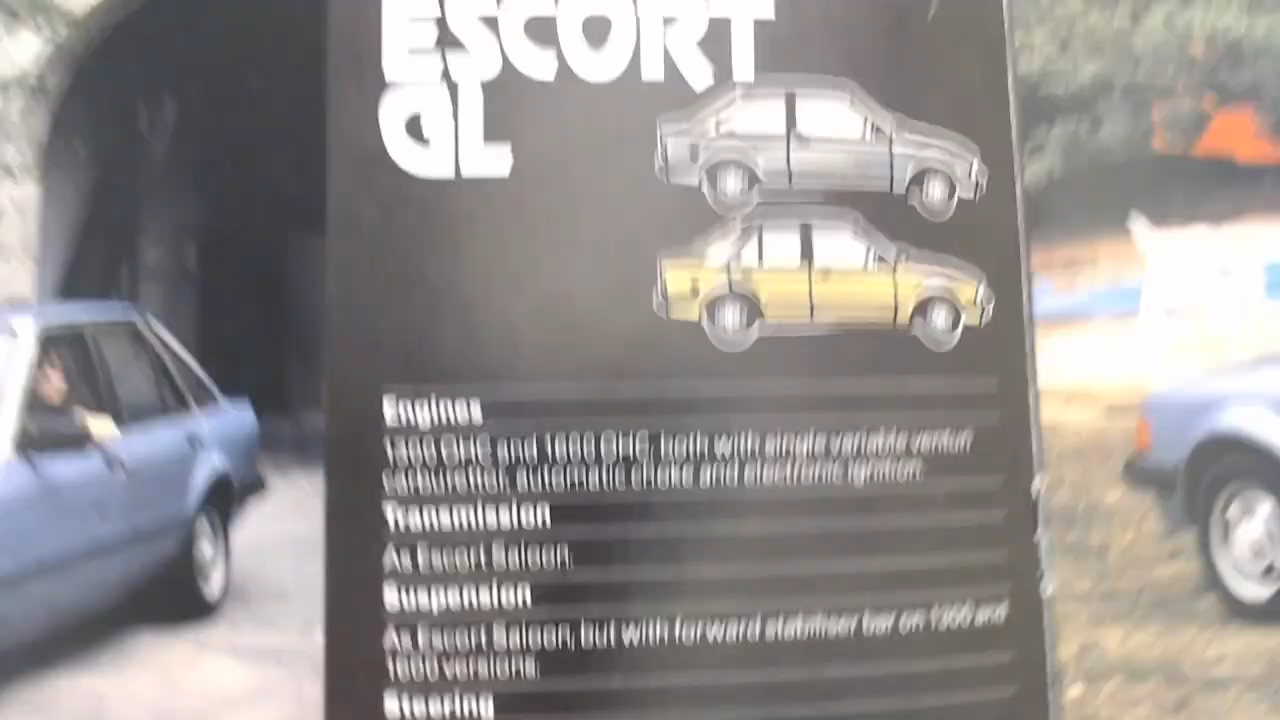 ESCORT
GL
Engines
1300 OHC and 1600 OHC, both with single variable venturi
carburettor, automatic choke and electronic ignition.
Transmission
As Escort Saloon.
Suspension
As Escort Saloon, but with forward stabiliser bar on 1300 and
1600 versions.
Steering